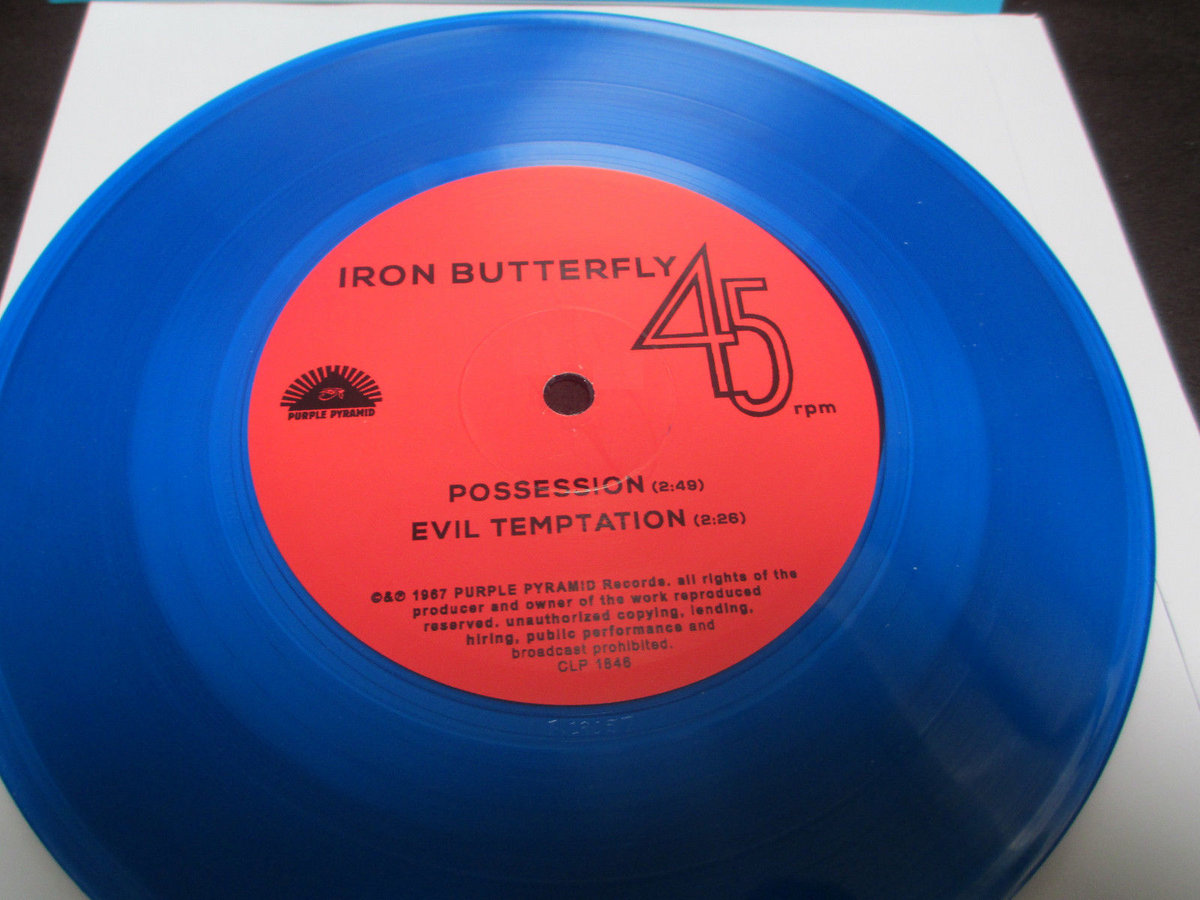 IRON BUTTERFLY
45
rpm
PURPLE PYRAMID
POSSESSION (2:49)
EVIL TEMPTATION (2:26)
©&℗ 1967 PURPLE PYRAMID Records. all rights of the
producer and owner of the work reproduced
reserved. unauthorized copying, lending,
hiring, public performance and
broadcast prohibited.
CLP 1646